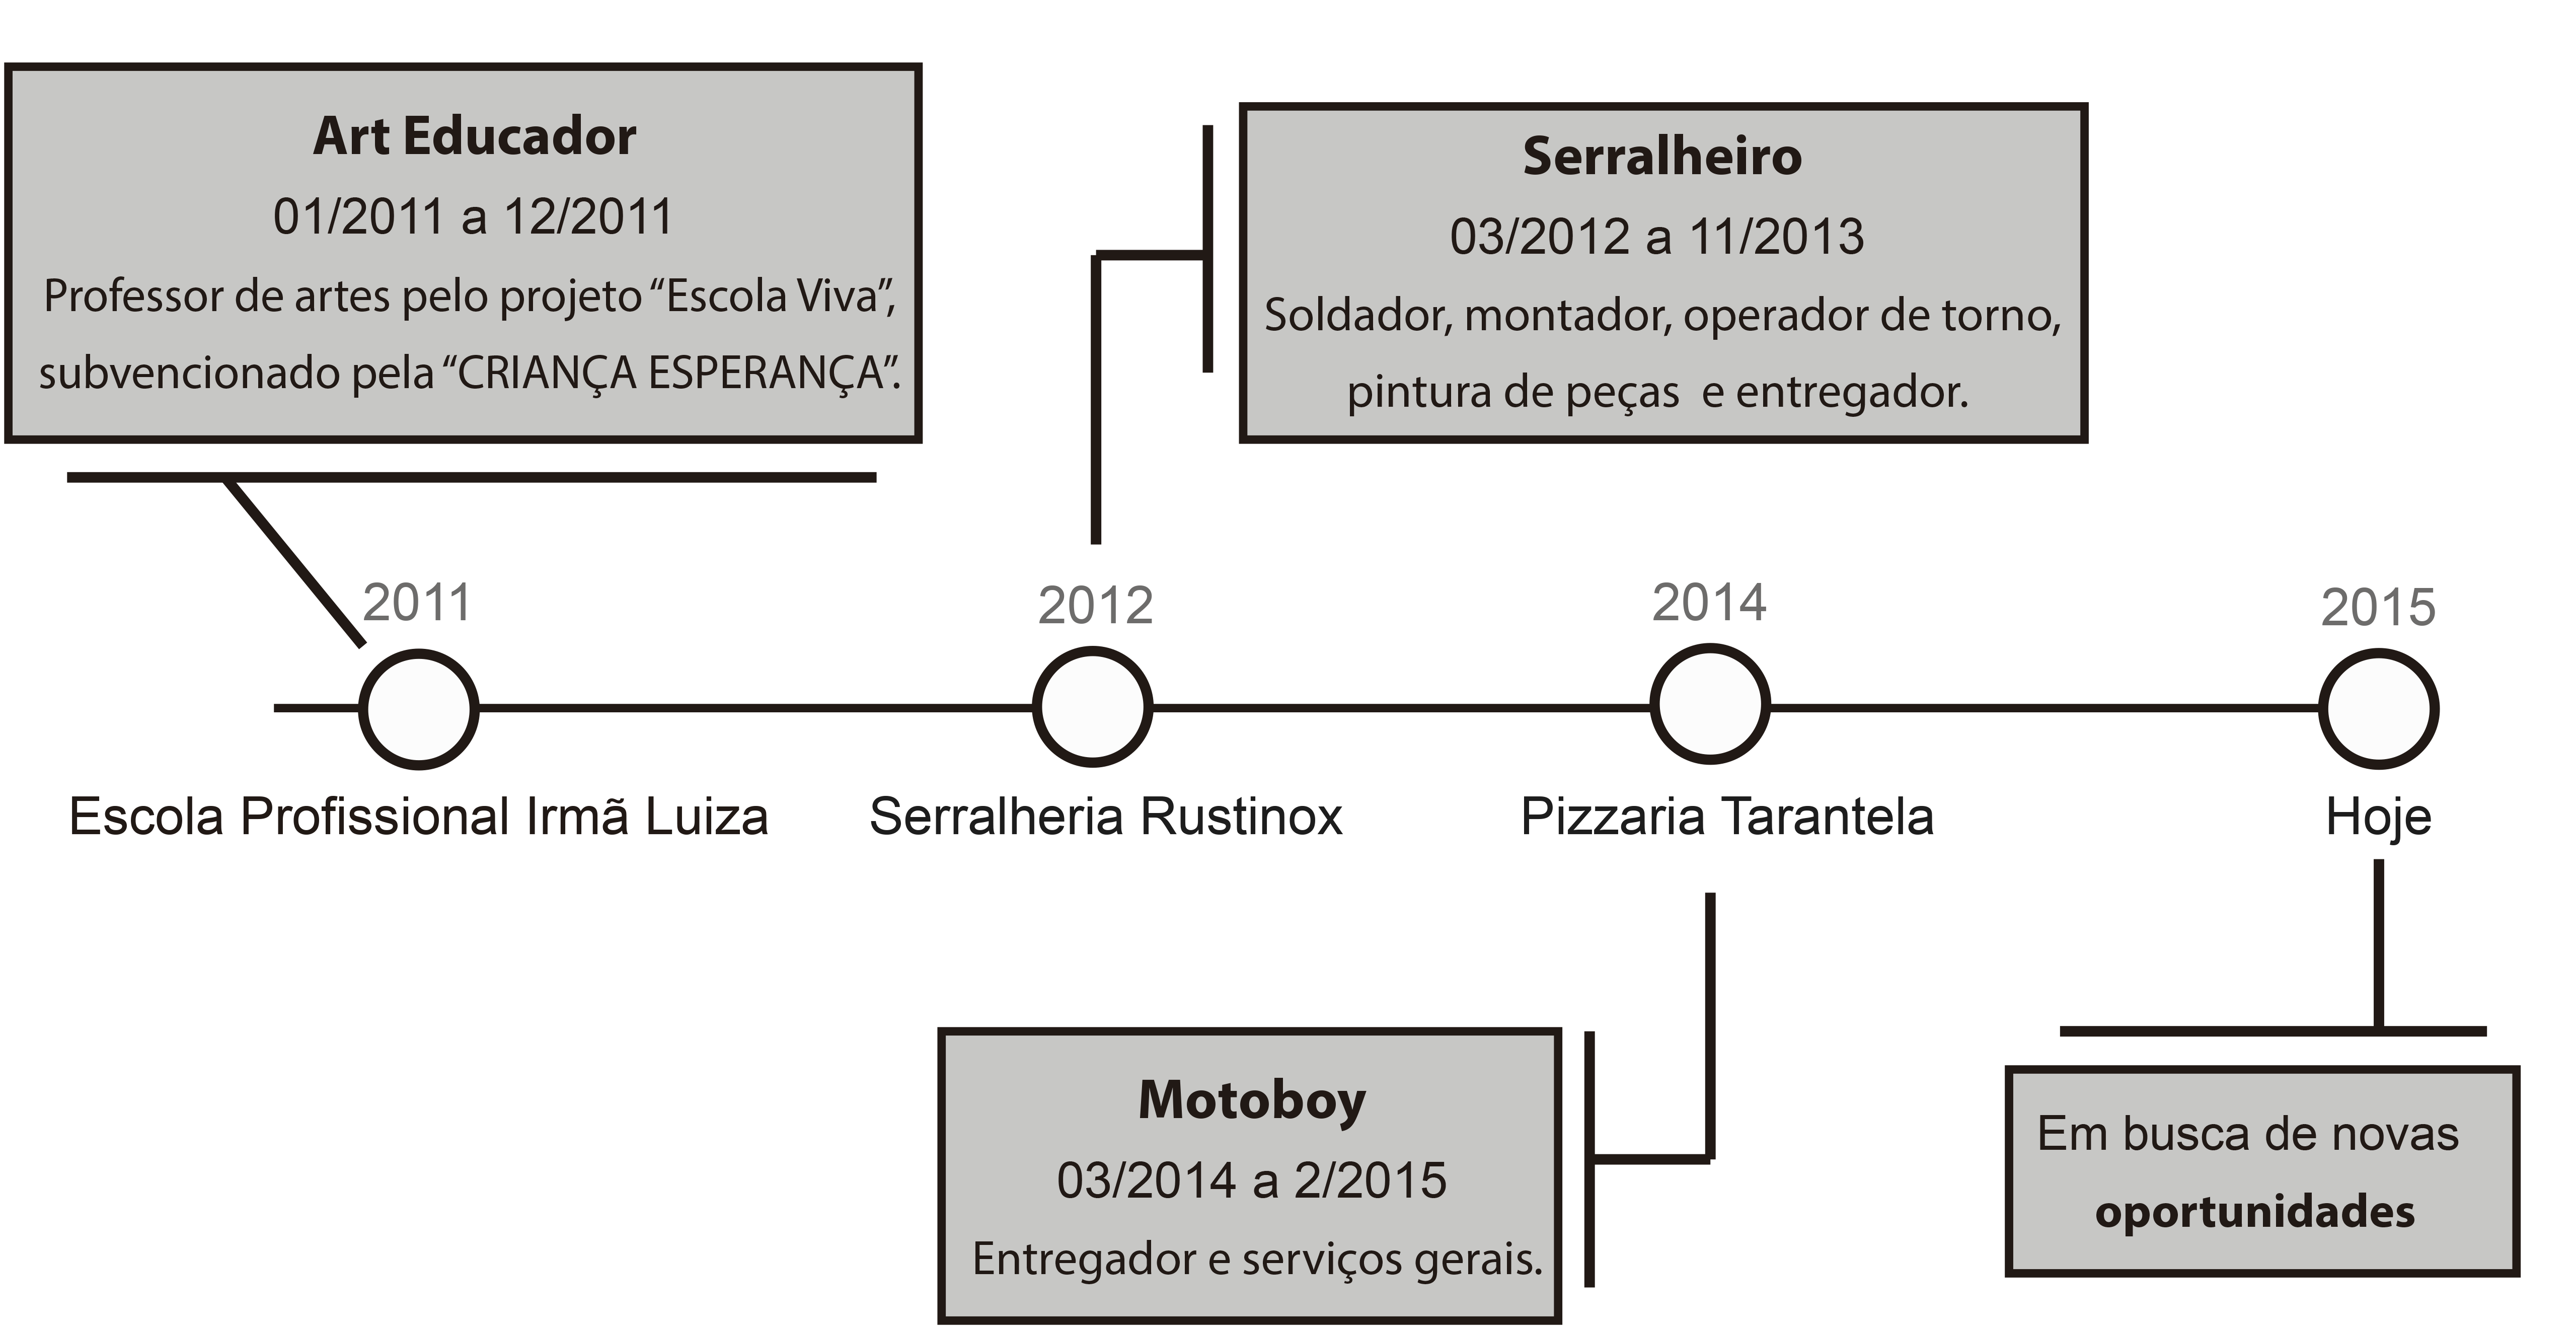 Art Educador
01/2011 a 12/2011
Professor de artes pelo projeto “Escola Viva”,
subvencionado pela “CRIANÇA ESPERANÇA”.
Serralheiro
03/2012 a 11/2013
Soldador, montador, operador de torno,
pintura de peças  e entregador.
2011
2012
2014
2015
Escola Profissional Irmã Luiza
Serralheria Rustinox
Pizzaria Tarantela
Hoje
Motoboy
03/2014 a 2/2015
Entregador e serviços gerais.
Em busca de novas
oportunidades